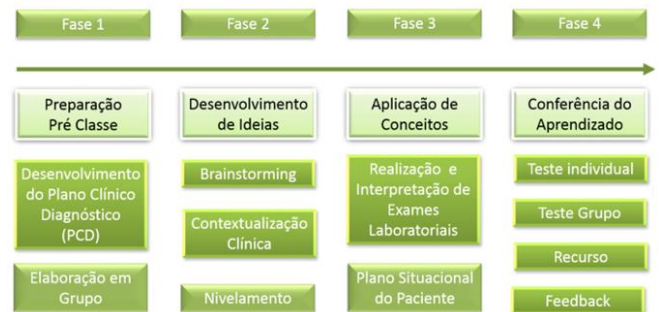 Fase 1
Fase 2
Fase 3
Fase 4
Preparação
Pré Classe
Desenvolvimento
de Ideias
Aplicação de
Conceitos
Conferência do
Aprendizado
Desenvolvimento
do Plano Clínico
Diagnóstico
(PCD)
Elaboração em
Grupo
Brainstorming
Contextualização
Clínica
Nivelamento
Realização e
Interpretação de
Exames
Laboratoriais
Plano Situacional
do Paciente
Teste individual
Teste Grupo
Recurso
Feedback